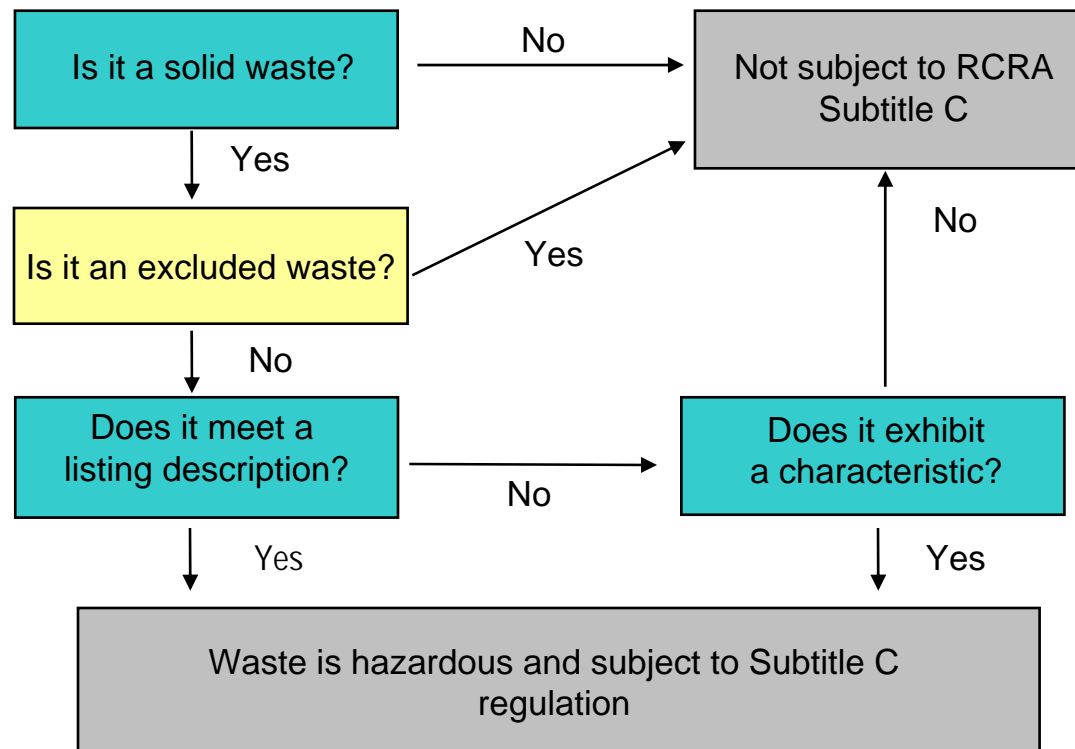 Is it a solid waste?
No
Not subject to RCRA
Subtitle C
Yes
Is it an excluded waste?
Yes
No
No
Does it meet a
listing description?
No
Does it exhibit
a characteristic?
Yes
Yes
Waste is hazardous and subject to Subtitle C
regulation